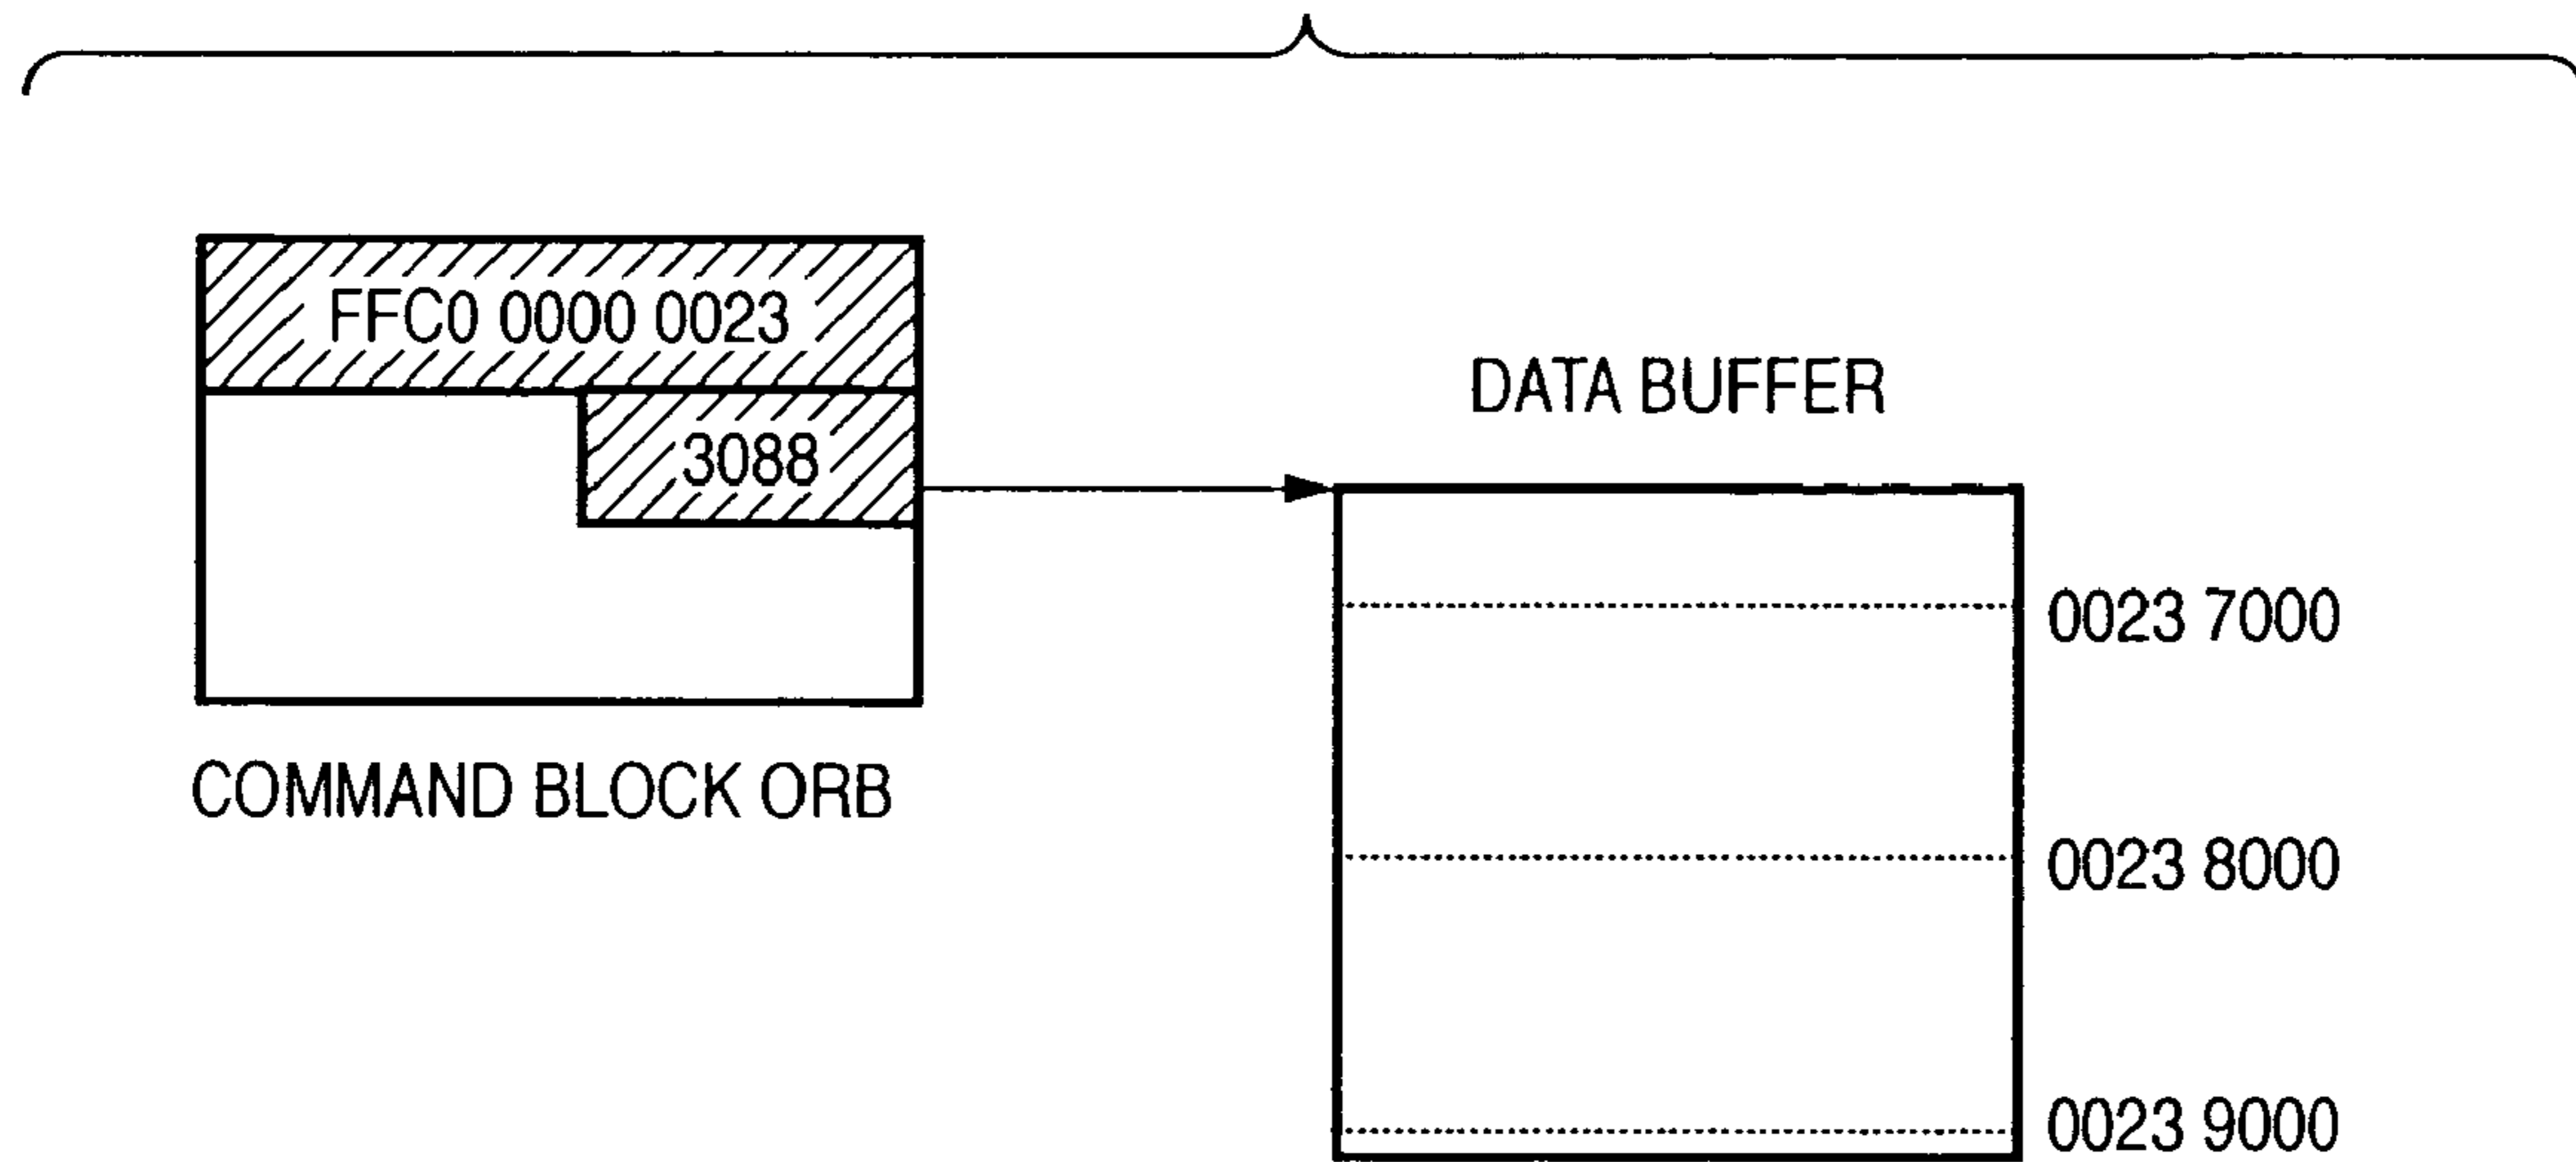 FFC0 0000 0023
3088
COMMAND BLOCK ORB
DATA BUFFER
0023 7000
0023 8000
0023 9000